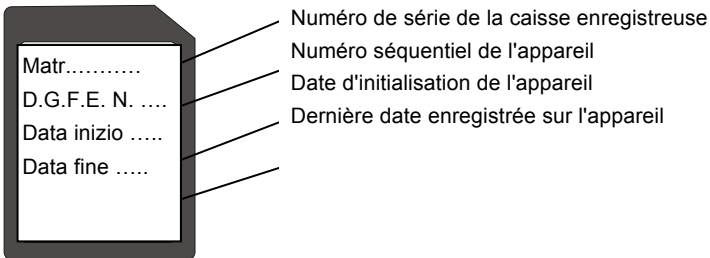 Numéro de série de la caisse enregistreuse
Numéro séquentiel de l'appareil
Date d'initialisation de l'appareil
Dernière date enregistrée sur l'appareil
Matr..………
D.G.F.E. N. ….
Data inizio …..
Data fine …..